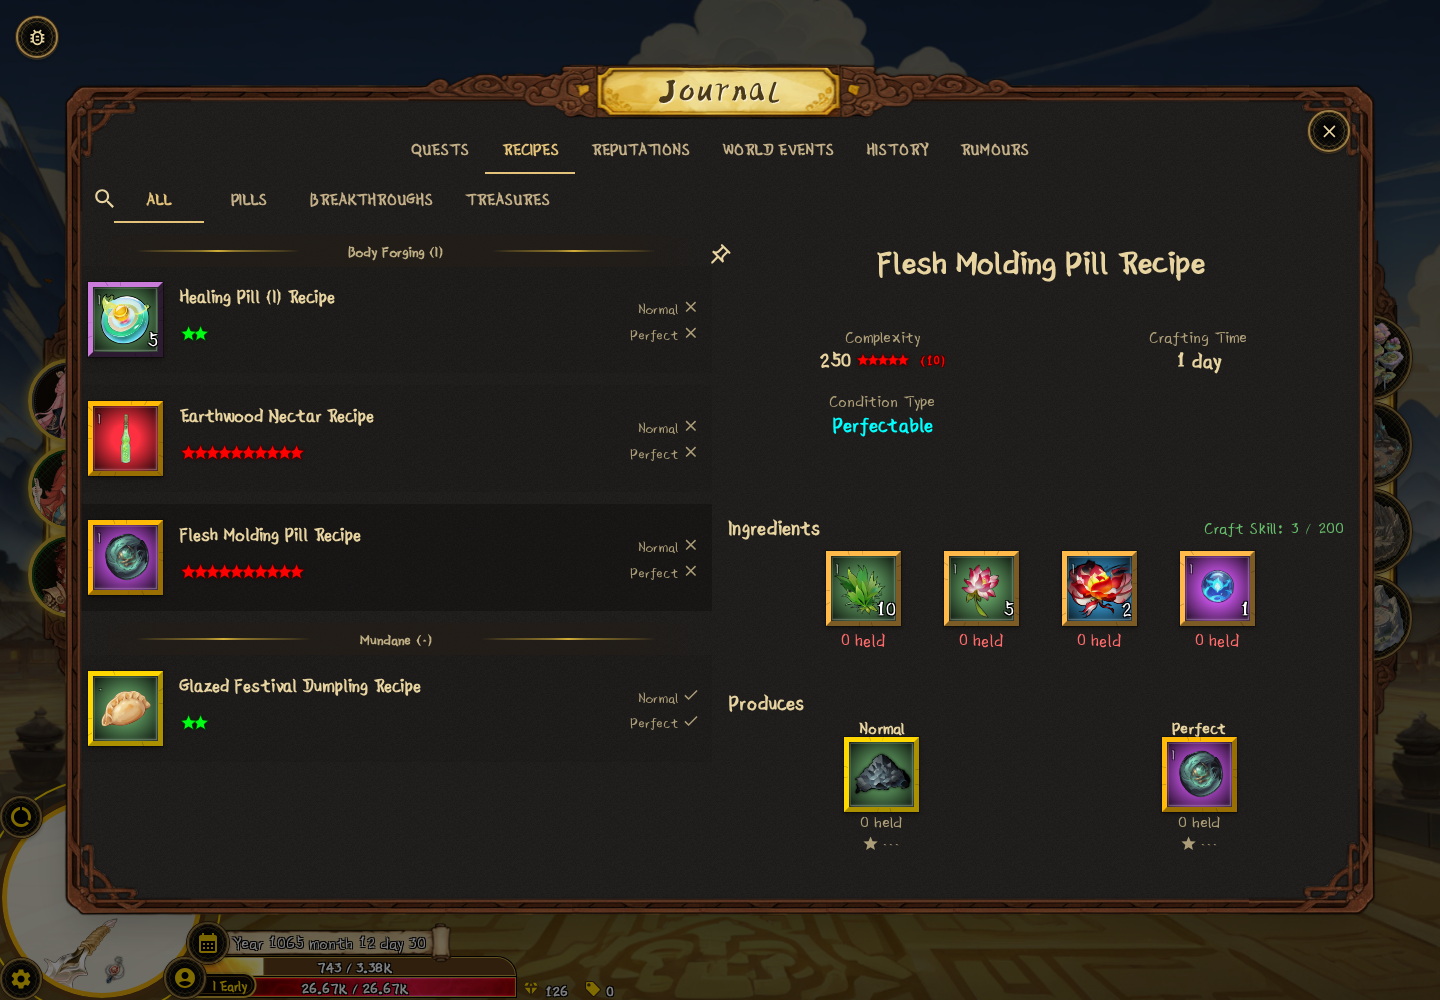 Journal
QUESTS RECIPES REPUTATIONS WORLD EVENTS HISTORY RUMOURS
ALL PILLS BREAKTHROUGHS TREASURES
Body Forging (I)
Healing Pill (I) Recipe
I
5
Normal
Perfect
Earthwood Nectar Recipe
I
Normal
Perfect
Flesh Molding Pill Recipe
I
Normal
Perfect
Mundane (-)
Glazed Festival Dumpling Recipe
-
Normal
Perfect
Flesh Molding Pill Recipe
Complexity Crafting Time
250 (10) 1 day
Condition Type
Perfectable
Ingredients Craft Skill: 3 / 200
I I I I
10 5 2 1
0 held 0 held 0 held 0 held
Produces
Normal Perfect
I
0 held 0 held
--- ---
Year 1065 month 12 day 30
743 / 3.38K
I Early 26.67K / 26.67K 126 0